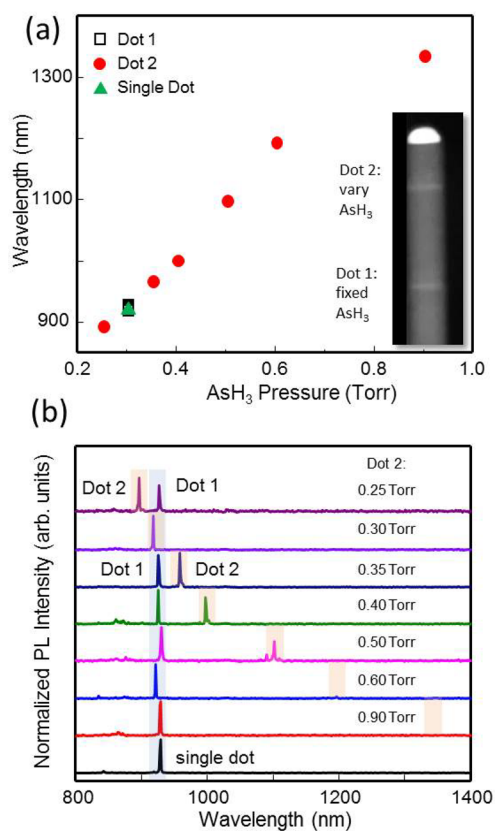 (a)
Dot 1
Dot 2
Single Dot
1300
1100
900
Wavelength (nm)
Dot 2:
vary
AsH₃
Dot 1:
fixed
AsH₃
0.2
0.4
0.6
0.8
1.0
AsH₃ Pressure (Torr)
(b)
Normalized PL Intensity (arb. units)
Dot 2:
Dot 2
Dot 1
0.25 Torr
0.30 Torr
Dot 1
Dot 2
0.35 Torr
0.40 Torr
0.50 Torr
0.60 Torr
0.90 Torr
single dot
800
1000
1200
1400
Wavelength (nm)